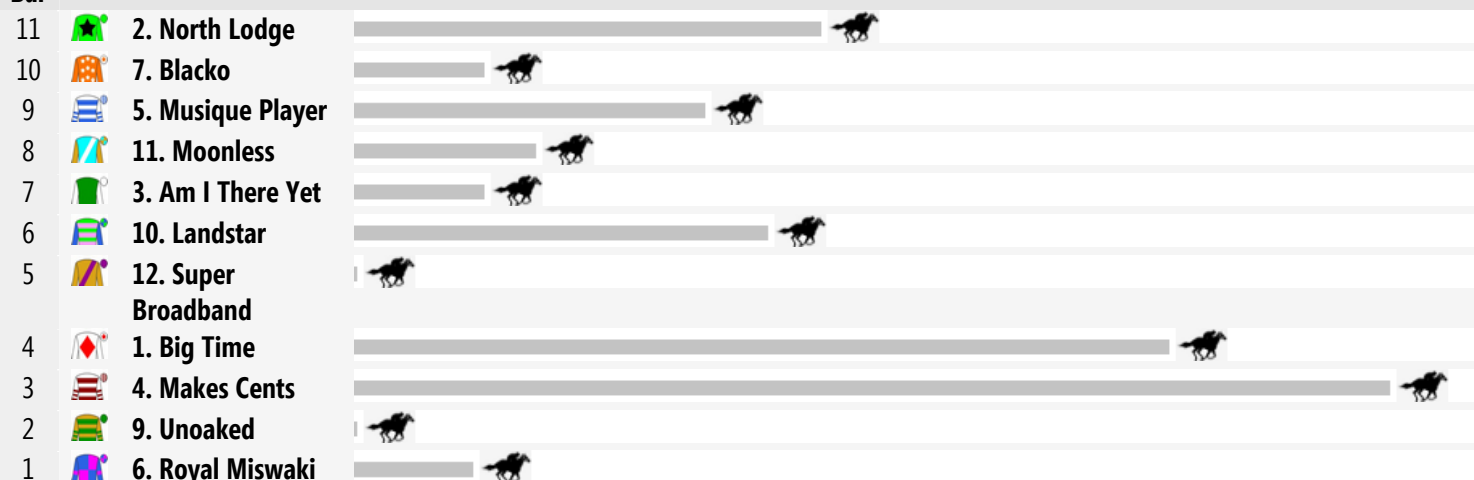 Bar
11 2. North Lodge
10 7. Blacko
9 5. Musique Player
8 11. Moonless
7 3. Am I There Yet
6 10. Landstar
5 12. Super
Broadband
4 1. Big Time
3 4. Makes Cents
2 9. Unoaked
1 6. Royal Miswaki